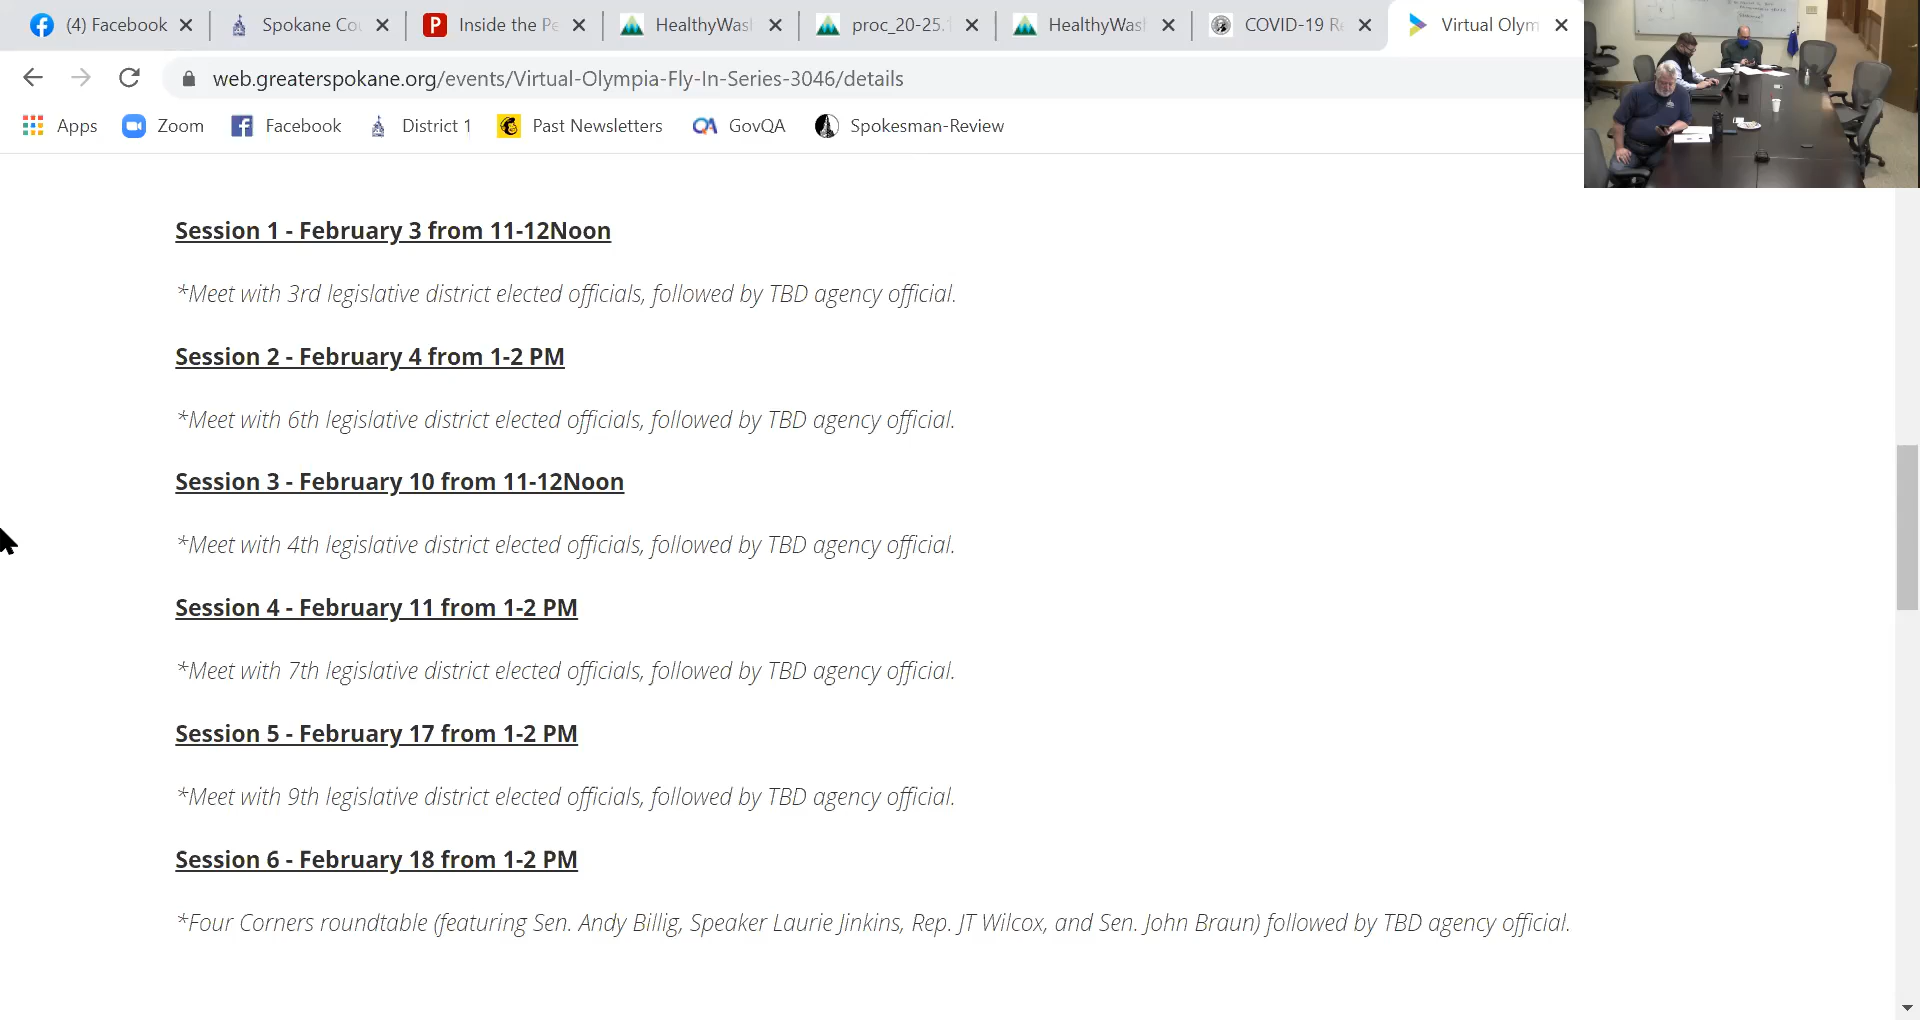 (4) Facebook
Spokane Co
Inside the Pe
HealthyWas
proc_20-25.
HealthyWas
COVID-19 R
Virtual Olym
web.greaterspokane.org/events/Virtual-Olympia-Fly-In-Series-3046/details
Apps
Zoom
Facebook
District 1
Past Newsletters
GovQA
Spokesman-Review
Session 1 - February 3 from 11-12Noon
*Meet with 3rd legislative district elected officials, followed by TBD agency official.
Session 2 - February 4 from 1-2 PM
*Meet with 6th legislative district elected officials, followed by TBD agency official.
Session 3 - February 10 from 11-12Noon
*Meet with 4th legislative district elected officials, followed by TBD agency official.
Session 4 - February 11 from 1-2 PM
*Meet with 7th legislative district elected officials, followed by TBD agency official.
Session 5 - February 17 from 1-2 PM
*Meet with 9th legislative district elected officials, followed by TBD agency official.
Session 6 - February 18 from 1-2 PM
*Four Corners roundtable (featuring Sen. Andy Billig, Speaker Laurie Jinkins, Rep. JT Wilcox, and Sen. John Braun) followed by TBD agency official.